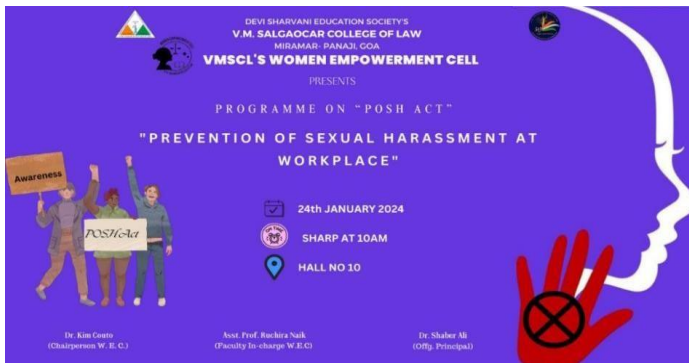 DEVI SHARVANI EDUCATION SOCIETY'S
V.M. SALGAOCAR COLLEGE OF LAW
MIRAMAR- PANAJI, GOA
VMSCL'S WOMEN EMPOWERMENT CELL
PRESENTS
PROGRAMME ON "POSH ACT"
"PREVENTION OF SEXUAL HARASSMENT AT
WORKPLACE"
Awareness
POSH Act
24th JANUARY 2024
SHARP AT 10AM
HALL NO 10
Dr. Kim Couto
(Chairperson W. E. C.)
Asst. Prof. Ruchira Naik
(Faculty In-charge W.E.C)
Dr. Shaber Ali
(Offg. Principal)